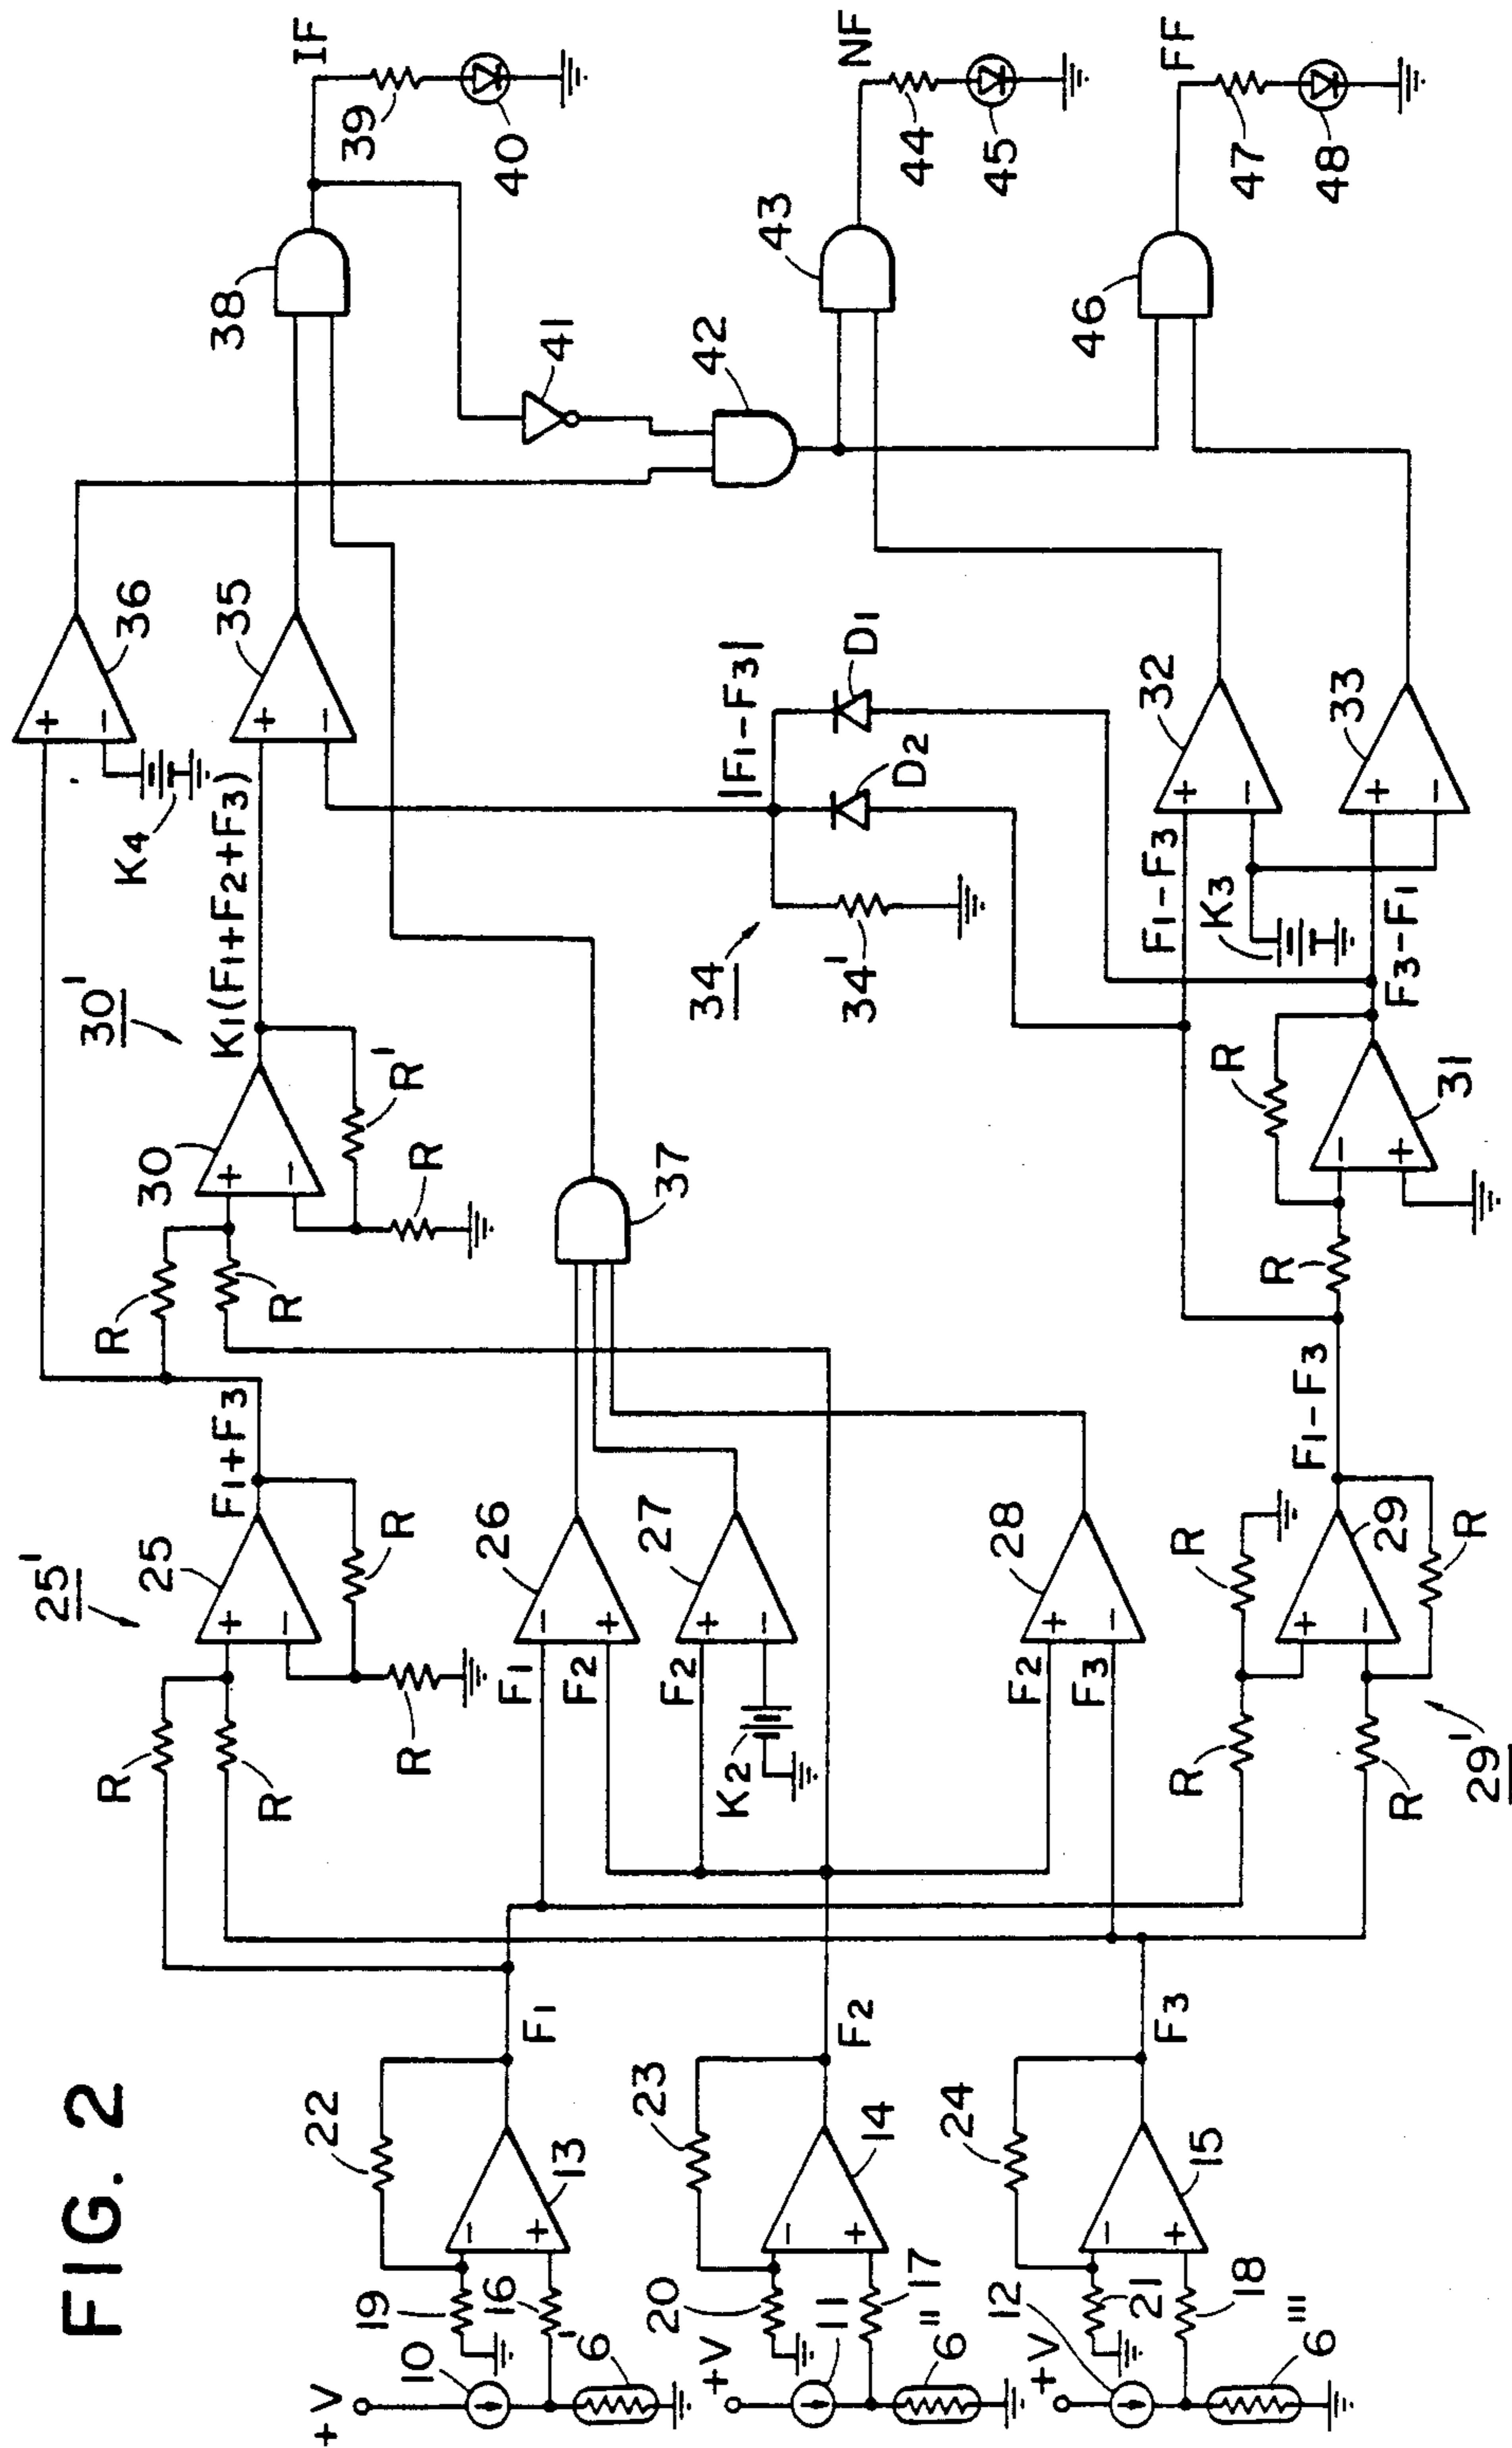 FIG. 2
+V
10
19
16
6'
22
13
F1
+V
11
20
17
6"
23
14
F2
+V
12
21
18
6'''
24
15
F3
R
R
25'
25
F1+F3
R
R
F1
F2
26
F2
K2
27
F2
F3
28
R
R
R
R
29
29'
F1-F3
R
R
30
30'
K1(F1+F2+F3)
R'
R
37
R
R
31
F3-F1
F1-F3
K3
32
33
34
34'
|F1-F3|
D2
D1
K4
36
35
38
41
42
43
46
IF
39
40
NF
44
45
FF
47
48